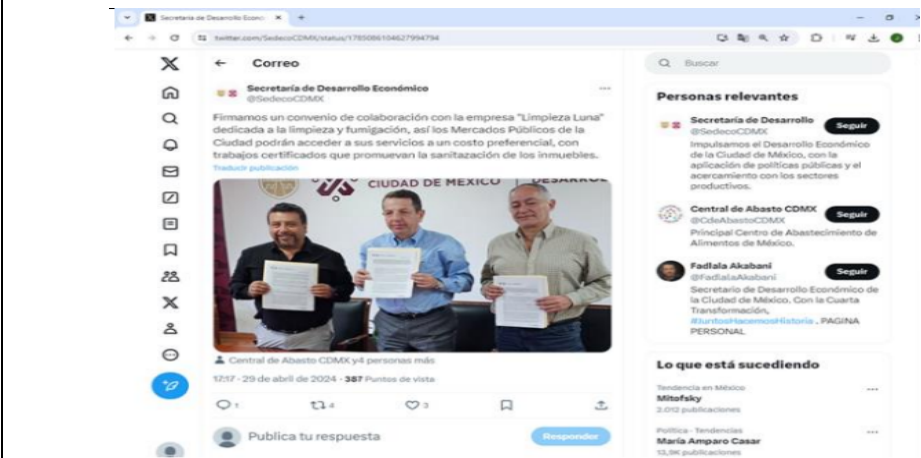 Secretaría de Desarrollo Econó
twitter.com/SedecoCDMX/status/1785086104627994794
Correo
Secretaría de Desarrollo Económico
@SedecoCDMX
Firmamos un convenio de colaboración con la empresa "Limpieza Luna"
dedicada a la limpieza y fumigación, así los Mercados Públicos de la
Ciudad podrán acceder a sus servicios a un costo preferencial, con
trabajos certificados que promuevan la sanitazación de los inmuebles.
Traducir publicación
CIUDAD DE MÉXICO
DESARROL
Central de Abasto CDMX y4 personas más
17:17 · 29 de abril de 2024 · 387 Puntos de vista
1
4
3
Publica tu respuesta
Responder
Buscar
Personas relevantes
Secretaría de Desarrollo
@SedecoCDMX
Seguir
Impulsamos el Desarrollo Económico
de la Ciudad de México, con la
aplicación de políticas públicas y el
acercamiento con los sectores
productivos.
Central de Abasto CDMX
@CdeAbastoCDMX
Seguir
Principal Centro de Abastecimiento de
Alimentos de México.
Fadlala Akabani
@FadlalaAkabani
Seguir
Secretario de Desarrollo Económico de
la Ciudad de México. Con la Cuarta
Transformación,
#JuntosHacemosHistoria . PAGINA
PERSONAL
Lo que está sucediendo
Tendencia en México
Mitofsky
2.012 publicaciones
Política · Tendencias
María Amparo Casar
13,9K publicaciones